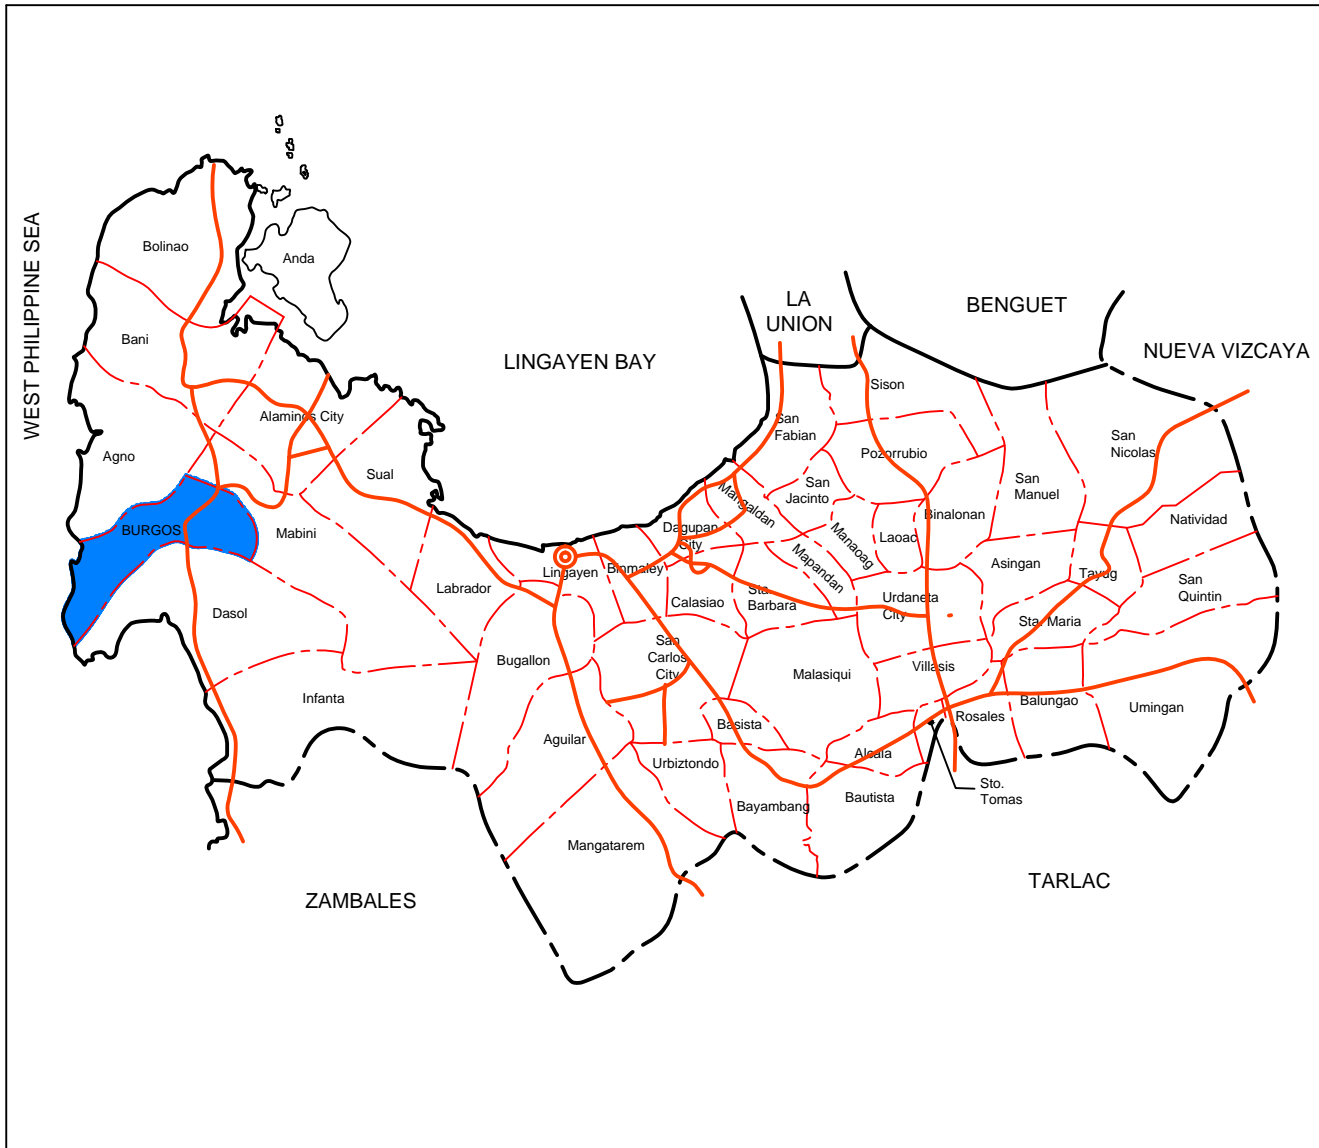 WEST PHILIPPINE SEA
Bolinao
Anda
LA
UNION
BENGUET
NUEVA VIZCAYA
LINGAYEN BAY
Bani
Alaminos City
Agno
Sual
BURGOS
Mabini
Labrador
Dasol
Infanta
Bugallon
Lingayen
Binmaley
Dagupan
City
Mangaldan
San
Fabian
Sison
Pozorrubio
San
Jacinto
Manaoag
Mapandan
Laoac
Binalonan
San
Manuel
San
Nicolas
Natividad
Asingan
Tayug
San
Quintin
Calasiao
Sta.
Barbara
Urdaneta
City
Sta. Maria
San
Carlos
City
Malasiqui
Villasis
Rosales
Balungao
Umingan
Aguilar
Basista
Urbiztondo
Alcala
Bayambang
Bautista
Sto.
Tomas
Mangatarem
ZAMBALES
TARLAC